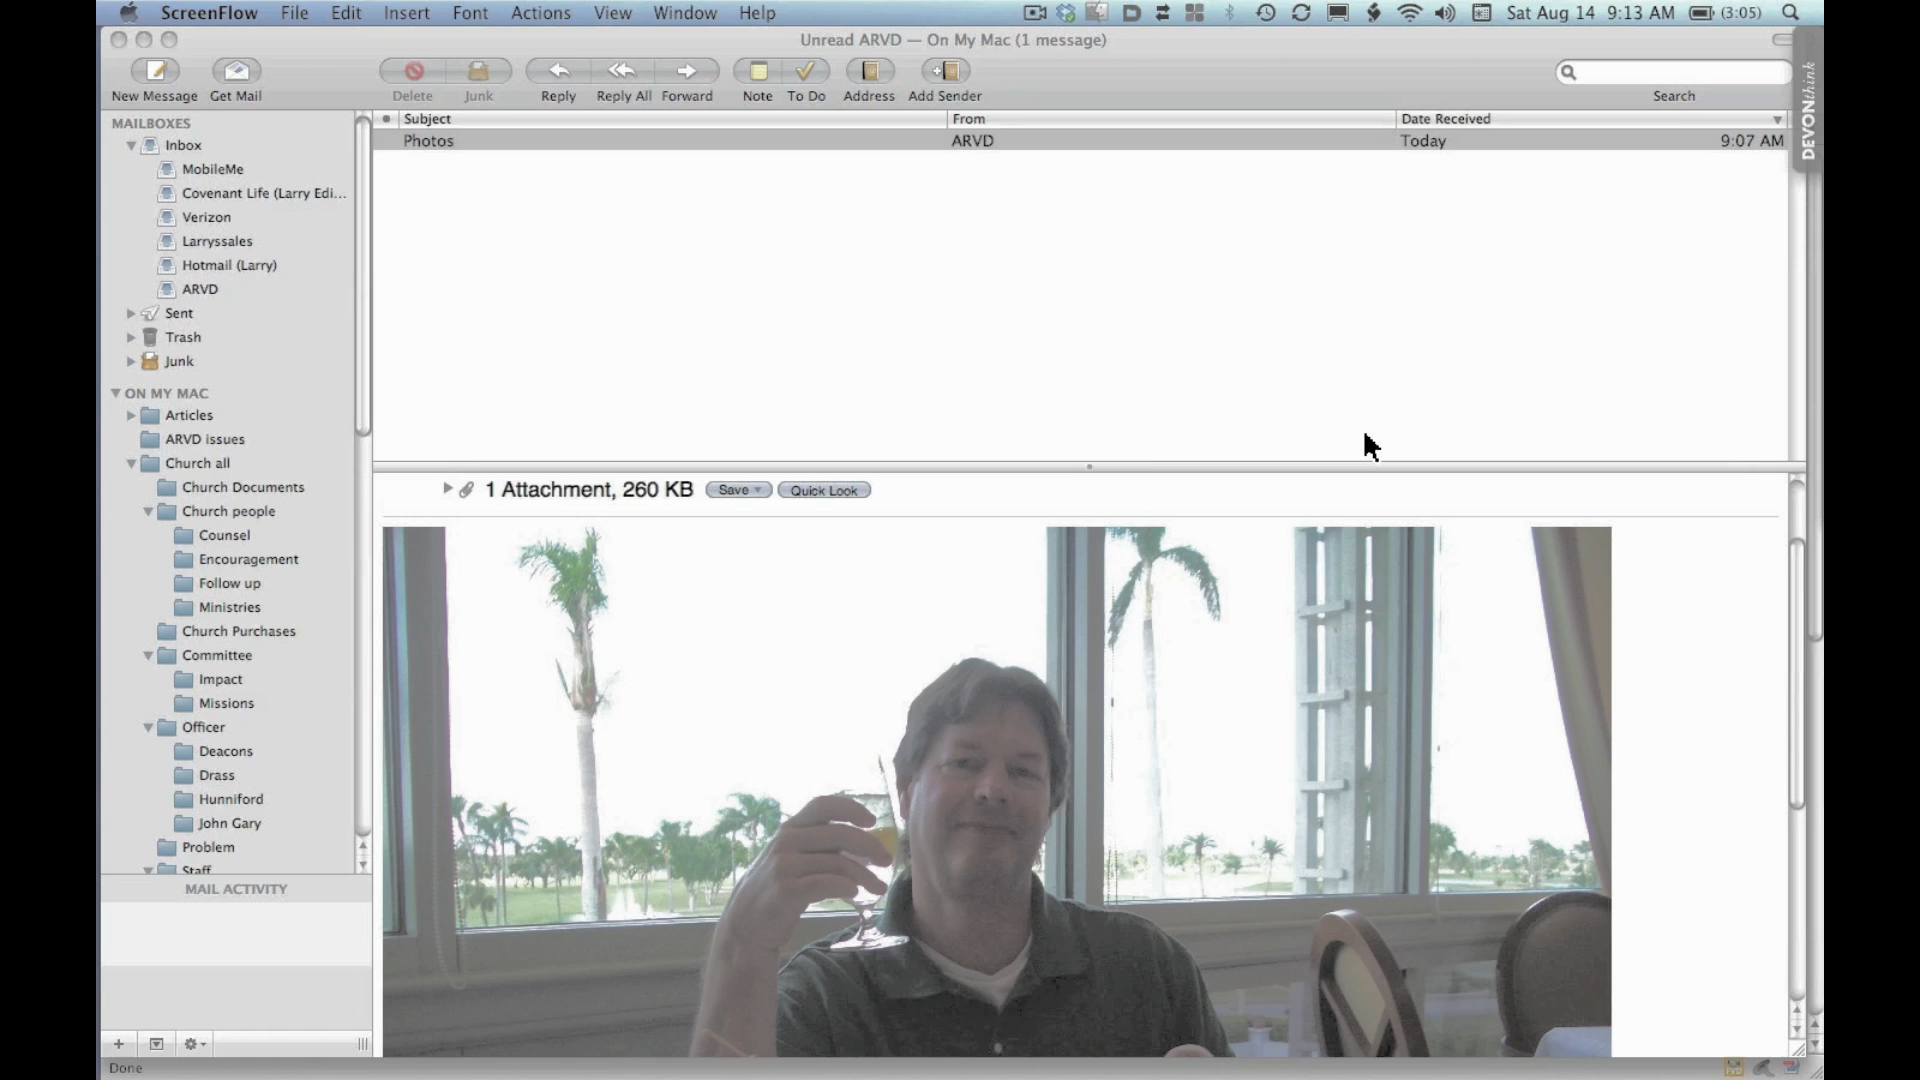 ScreenFlow File Edit Insert Font Actions View Window Help Sat Aug 14 9:13 AM (3:05)
Unread ARVD — On My Mac (1 message)
New Message Get Mail Delete Junk Reply Reply All Forward Note To Do Address Add Sender Search
DEVONthink
MAILBOXES
Inbox
MobileMe
Covenant Life (Larry Edi...
Verizon
Larryssales
Hotmail (Larry)
ARVD
Sent
Trash
Junk
ON MY MAC
Articles
ARVD issues
Church all
Church Documents
Church people
Counsel
Encouragement
Follow up
Ministries
Church Purchases
Committee
Impact
Missions
Officer
Deacons
Drass
Hunniford
John Gary
Problem
Staff
MAIL ACTIVITY
Subject From Date Received
Photos ARVD Today 9:07 AM
1 Attachment, 260 KB Save Quick Look
Done